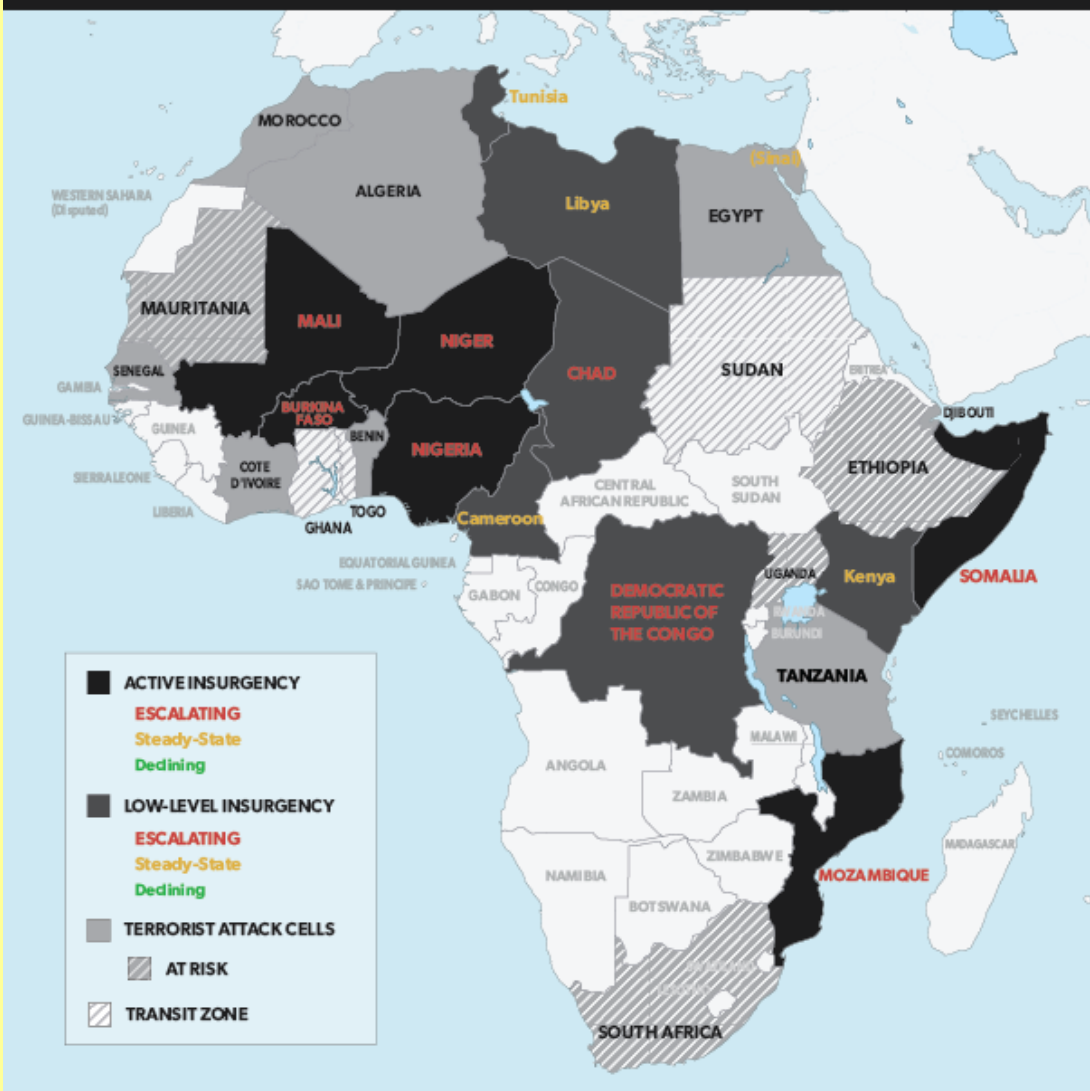 Tunisia
MOROCCO
(Sinai)
ALGERIA
WESTERN SAHARA
(Disputed)
Libya
EGYPT
MAURITANIA
MALI
NIGER
SENEGAL
CHAD
SUDAN
ERITREA
GAMBIA
BURKINA
FASO
DJIBOUTI
GUINEA-BISSAU
GUINEA
BENIN
NIGERIA
COTE
D'IVOIRE
ETHIOPIA
SIERRALEONE
CENTRAL
AFRICAN REPUBLIC
SOUTH
SUDAN
LIBERIA
TOGO
GHANA
Cameroon
EQUATORIAL GUINEA
SAO TOME & PRINCIPE
GABON
CONGO
DEMOCRATIC
REPUBLIC OF
THE CONGO
UGANDA
Kenya
SOMALIA
RWANDA
BURUNDI
TANZANIA
SEYCHELLES
MALAWI
COMOROS
ANGOLA
ZAMBIA
MADAGASCAR
ZIMBABWE
NAMIBIA
MOZAMBIQUE
BOTSWANA
SOUTH AFRICA
ACTIVE INSURGENCY
ESCALATING
Steady-State
Declining
LOW-LEVEL INSURGENCY
ESCALATING
Steady-State
Declining
TERRORIST ATTACK CELLS
AT RISK
TRANSIT ZONE